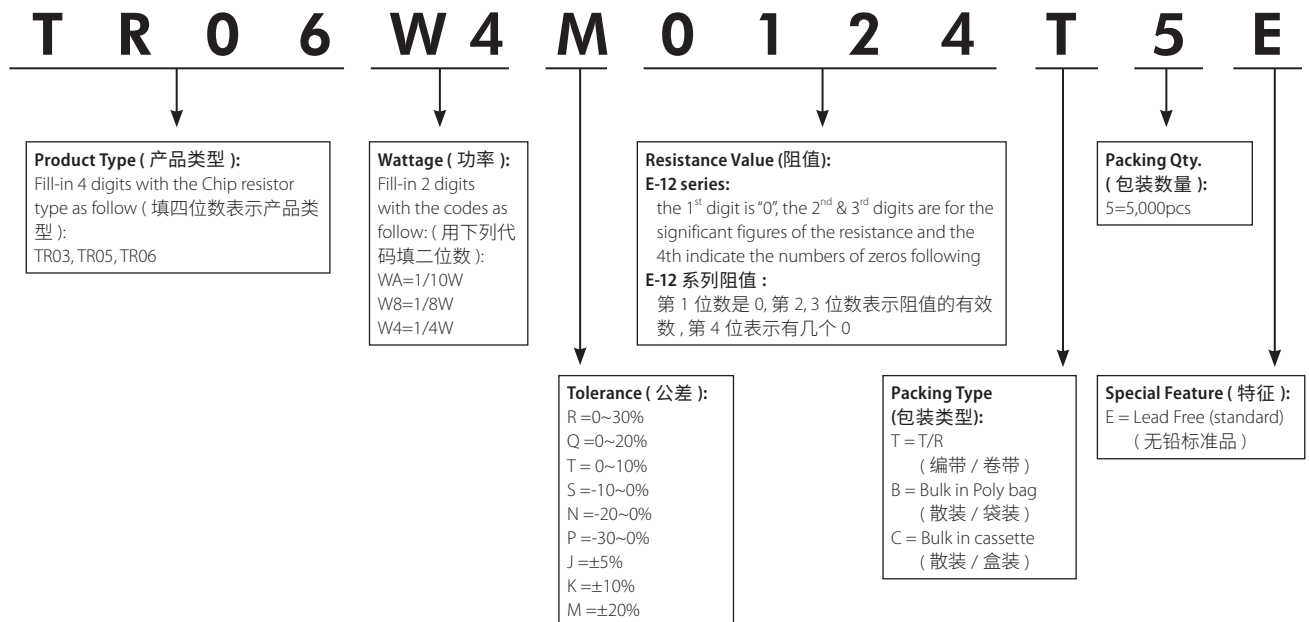 T R 0 6 W 4 M 0 1 2 4 T 5 E
Product Type ( 产品类型 ):
Fill-in 4 digits with the Chip resistor
type as follow ( 填四位数表示产品类
型 ):
TR03, TR05, TR06
Wattage ( 功率 ):
Fill-in 2 digits
with the codes as
follow: ( 用下列代
码填二位数 ):
WA=1/10W
W8=1/8W
W4=1/4W
Resistance Value (阻值):
E-12 series:
the 1st digit is “0”, the 2nd & 3rd digits are for the
significant figures of the resistance and the
4th indicate the numbers of zeros following
E-12 系列阻值 :
第 1 位数是 0, 第 2, 3 位数表示阻值的有效
数 , 第 4 位表示有几个 0
Packing Qty.
( 包装数量 ):
5=5,000pcs
Tolerance ( 公差 ):
R =0~30%
Q =0~20%
T = 0~10%
S =-10~0%
N =-20~0%
P =-30~0%
J =±5%
K =±10%
M =±20%
Packing Type
(包装类型):
T = T/R
( 编带 / 卷带 )
B = Bulk in Poly bag
( 散装 / 袋装 )
C = Bulk in cassette
( 散装 / 盒装 )
Special Feature ( 特征 ):
E = Lead Free (standard)
( 无铅标准品 )